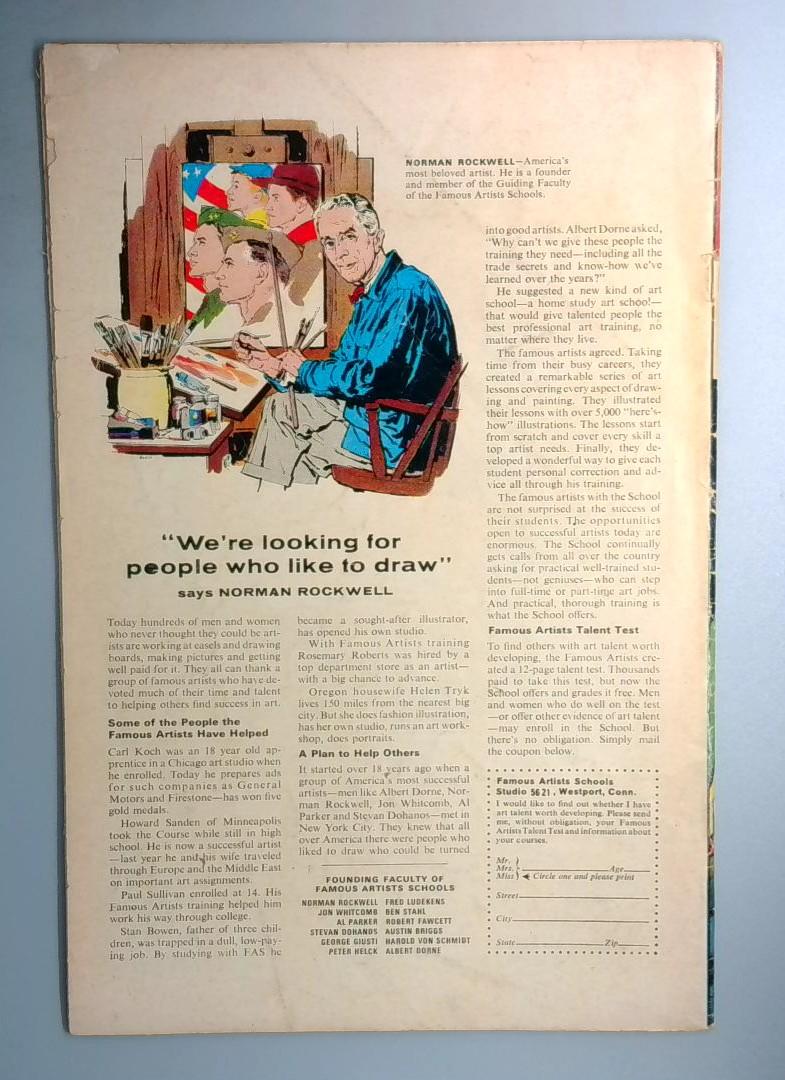 NORMAN ROCKWELL—America's
most beloved artist. He is a founder
and member of the Guiding Faculty
of the Famous Artists Schools.
"We're looking for
people who like to draw"
says NORMAN ROCKWELL
Today hundreds of men and women
who never thought they could be art-
ists are working at easels and drawing
boards, making pictures and getting
well paid for it. They all can thank a
group of famous artists who have de-
voted much of their time and talent
to helping others find success in art.
Some of the People the
Famous Artists Have Helped
Carl Koch was an 18 year old ap-
prentice in a Chicago art studio when
he enrolled. Today he prepares ads
for such companies as General
Motors and Firestone—has won five
gold medals.
Howard Sanden of Minneapolis
took the Course while still in high
school. He is now a successful artist
—last year he and his wife traveled
through Europe and the Middle East
on important art assignments.
Paul Sullivan enrolled at 14. His
Famous Artists training helped him
work his way through college.
Stan Bowen, father of three chil-
dren, was trapped in a dull, low-pay-
ing job. By studying with FAS he
became a sought-after illustrator,
has opened his own studio.
With Famous Artists training
Rosemary Roberts was hired by a
top department store as an artist—
with a big chance to advance.
Oregon housewife Helen Tryk
lives 150 miles from the nearest big
city. But she does fashion illustration,
has her own studio, runs an art work-
shop, does portraits.
A Plan to Help Others
It started over 18 years ago when a
group of America's most successful
artists—men like Albert Dorne, Nor-
man Rockwell, Jon Whitcomb, Al
Parker and Stevan Dohanos—met in
New York City. They knew that all
over America there were people who
liked to draw who could be turned
FOUNDING FACULTY OF
FAMOUS ARTISTS SCHOOLS
NORMAN ROCKWELL FRED LUDEKENS
JON WHITCOMB BEN STAHL
AL PARKER ROBERT FAWCETT
STEVAN DOHANOS AUSTIN BRIGGS
GEORGE GIUSTI HAROLD VON SCHMIDT
PETER HELCK ALBERT DORNE
into good artists. Albert Dorne asked,
"Why can't we give these people the
training they need—including all the
trade secrets and know-how we've
learned over the years?"
He suggested a new kind of art
school—a home study art school—
that would give talented people the
best professional art training, no
matter where they live.
The famous artists agreed. Taking
time from their busy careers, they
created a remarkable series of art
lessons covering every aspect of draw-
ing and painting. They illustrated
their lessons with over 5,000 "here's-
how" illustrations. The lessons start
from scratch and cover every skill a
top artist needs. Finally, they de-
veloped a wonderful way to give each
student personal correction and ad-
vice all through his training.
The famous artists with the School
are not surprised at the success of
their students. The opportunities
open to successful artists today are
enormous. The School continually
gets calls from all over the country
asking for practical well-trained stu-
dents—not geniuses—who can step
into full-time or part-time art jobs.
And practical, thorough training is
what the School offers.
Famous Artists Talent Test
To find others with art talent worth
developing, the Famous Artists cre-
ated a 12-page talent test. Thousands
paid to take this test, but now the
School offers and grades it free. Men
and women who do well on the test
—or offer other evidence of art talent
—may enroll in the School. But
there's no obligation. Simply mail
the coupon below.
Famous Artists Schools
Studio 5621, Westport, Conn.
I would like to find out whether I have
art talent worth developing. Please send
me, without obligation, your Famous
Artists Talent Test and information about
your courses.
Mr.
Mrs. Age
Miss Circle one and please print
Street
City
State Zip